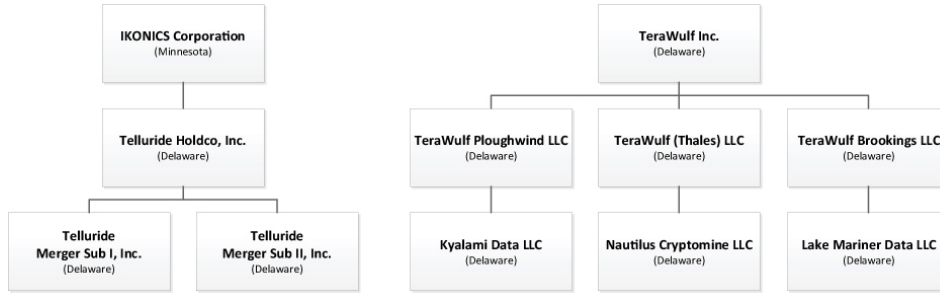 IKONICS Corporation
(Minnesota)
TeraWulf Inc.
(Delaware)
Telluride Holdco, Inc.
(Delaware)
TeraWulf Ploughwind LLC
(Delaware)
TeraWulf (Thales) LLC
(Delaware)
TeraWulf Brookings LLC
(Delaware)
Telluride
Merger Sub I, Inc.
(Delaware)
Telluride
Merger Sub II, Inc.
(Delaware)
Kyalami Data LLC
(Delaware)
Nautilus Cryptomine LLC
(Delaware)
Lake Mariner Data LLC
(Delaware)